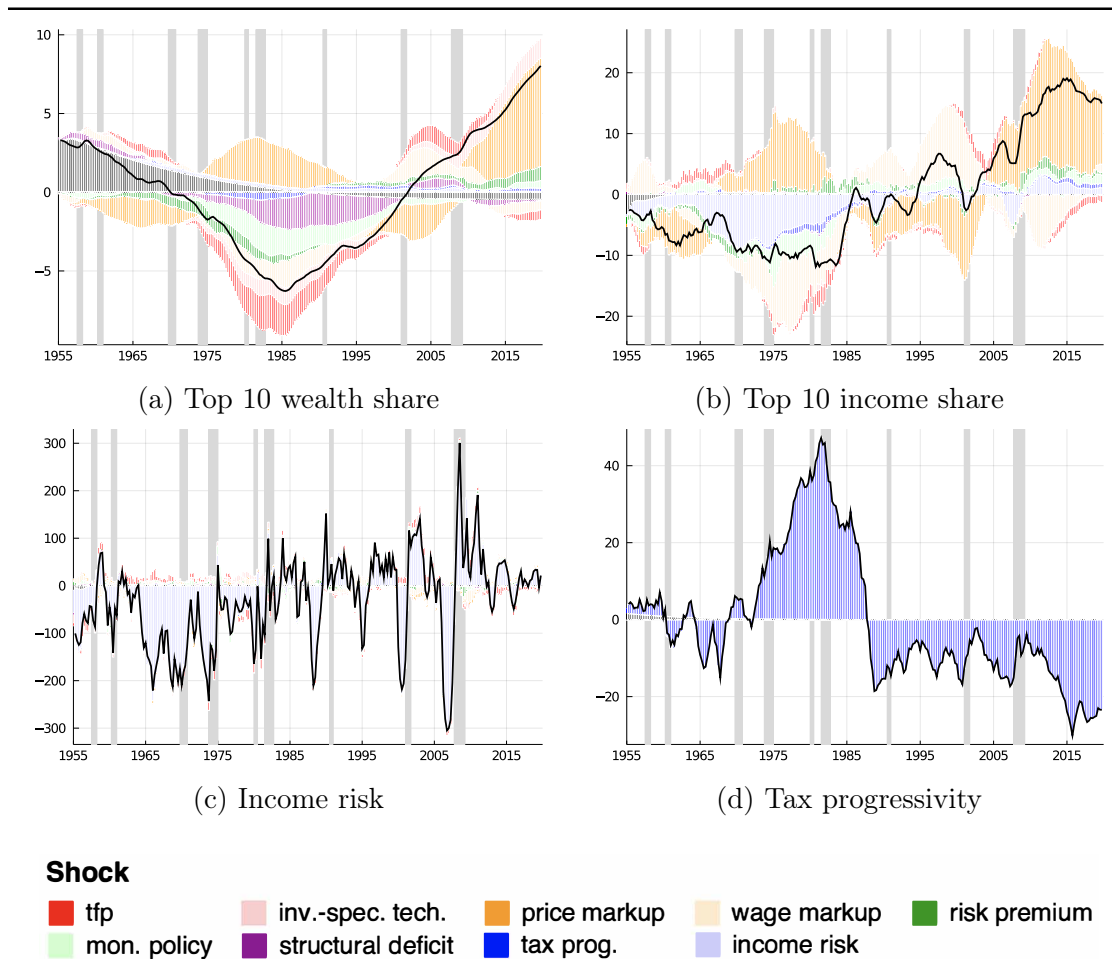 10
5
0
−5
1955 1965 1975 1985 1995 2005 2015
(a) Top 10 wealth share
20
10
0
−10
−20
1955 1965 1975 1985 1995 2005 2015
(b) Top 10 income share
300
200
100
0
−100
−200
−300
1955 1965 1975 1985 1995 2005 2015
(c) Income risk
40
20
0
−20
1955 1965 1975 1985 1995 2005 2015
(d) Tax progressivity
Shock
tfp inv.-spec. tech. price markup wage markup risk premium
mon. policy structural deficit tax prog. income risk